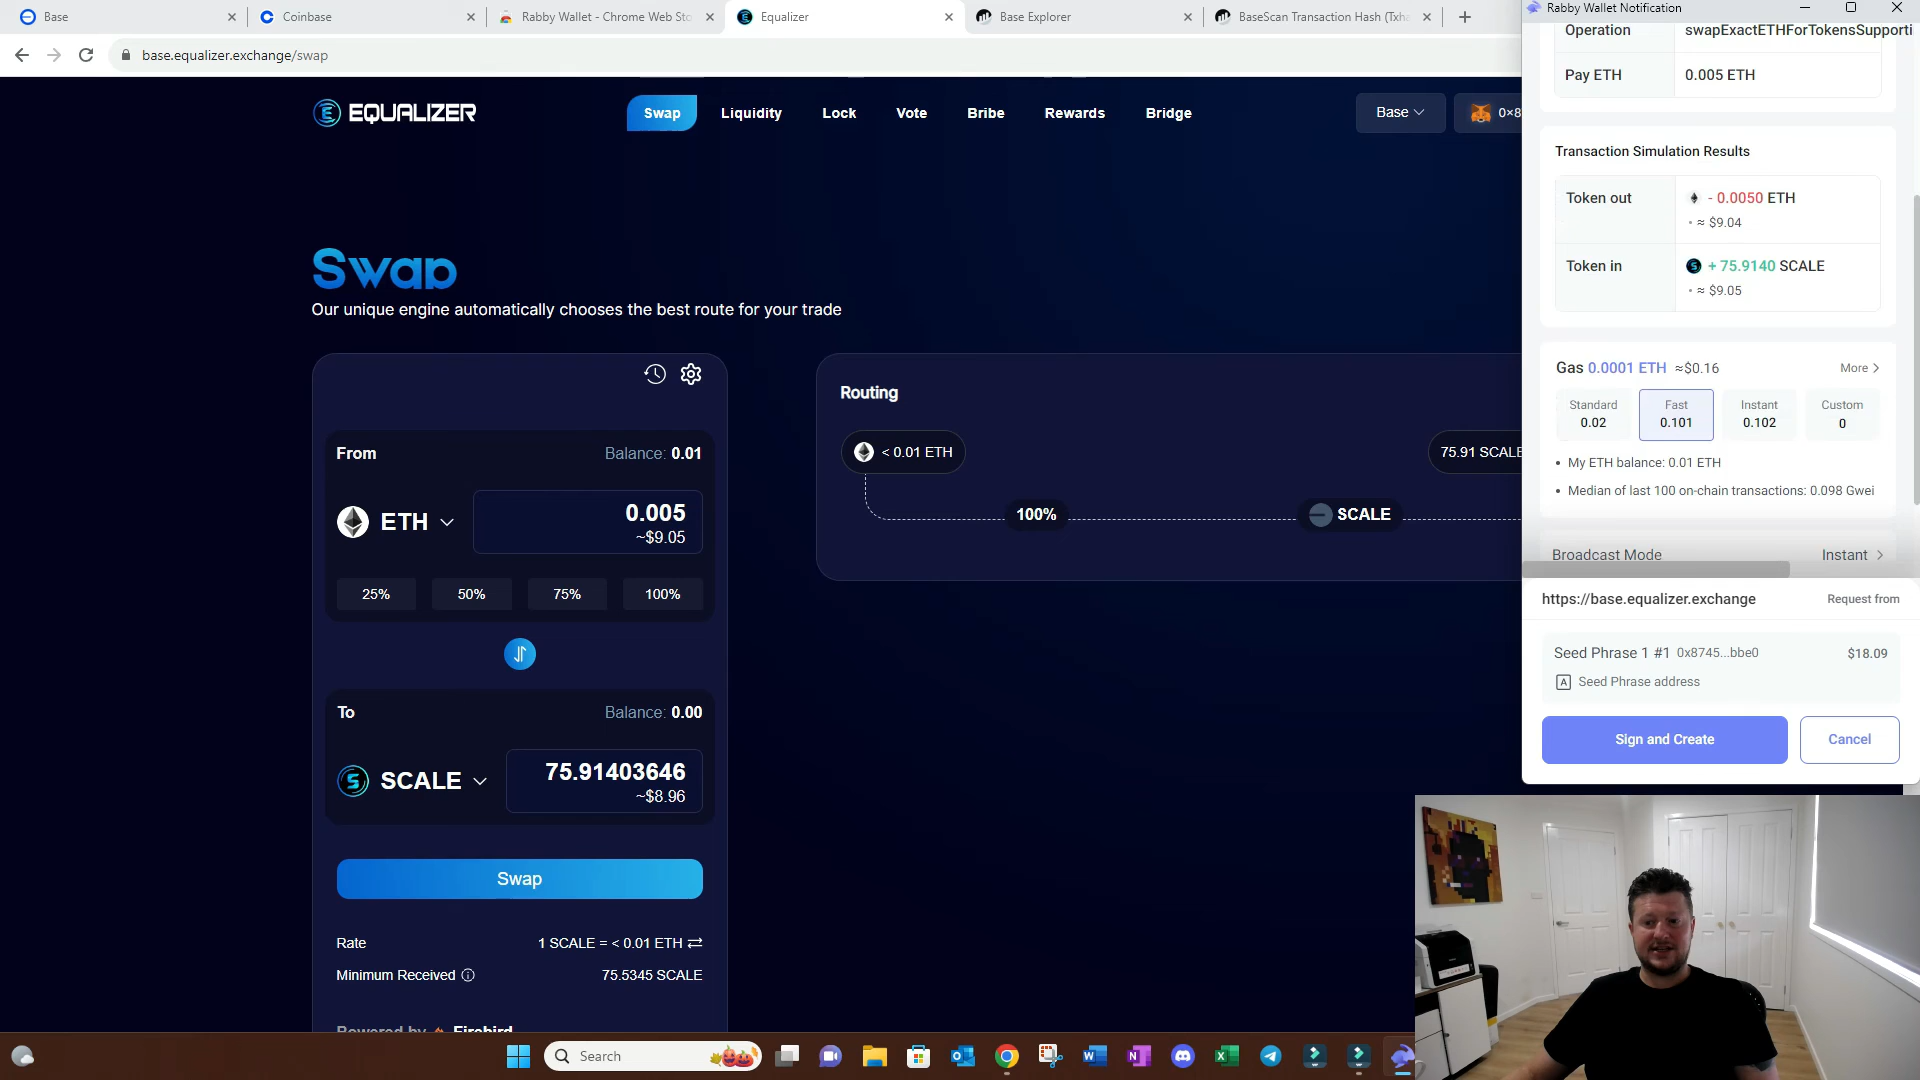 Base
Coinbase
Rabby Wallet - Chrome Web Sto
Equalizer
Base Explorer
BaseScan Transaction Hash (Txha
Rabby Wallet Notification
base.equalizer.exchange/swap
EQUALIZER
Swap
Liquidity
Lock
Vote
Bribe
Rewards
Bridge
Base
0×8
Swap
Our unique engine automatically chooses the best route for your trade
From
Balance: 0.01
ETH
0.005
~$9.05
25%
50%
75%
100%
To
Balance: 0.00
SCALE
75.91403646
~$8.96
Swap
Rate
1 SCALE = < 0.01 ETH
Minimum Received
75.5345 SCALE
Powered by Firebird
Routing
< 0.01 ETH
75.91 SCALE
100%
SCALE
Operation
swapExactETHForTokensSupporti
Pay ETH
0.005 ETH
Transaction Simulation Results
Token out
- 0.0050 ETH
≈ $9.04
Token in
+ 75.9140 SCALE
≈ $9.05
Gas 0.0001 ETH ≈$0.16
More
Standard
0.02
Fast
0.101
Instant
0.102
Custom
0
• My ETH balance: 0.01 ETH
• Median of last 100 on-chain transactions: 0.098 Gwei
Broadcast Mode
Instant
https://base.equalizer.exchange
Request from
Seed Phrase 1 #1 0x8745...bbe0
$18.09
Seed Phrase address
Sign and Create
Cancel
Search